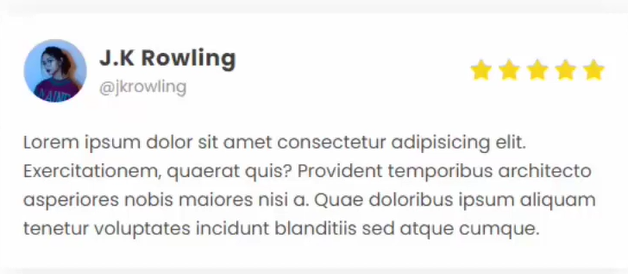 J.K Rowling
@jkrowling
Lorem ipsum dolor sit amet consectetur adipisicing elit.
Exercitationem, quaerat quis? Provident temporibus architecto
asperiores nobis maiores nisi a. Quae doloribus ipsum aliquam
tenetur voluptates incidunt blanditiis sed atque cumque.